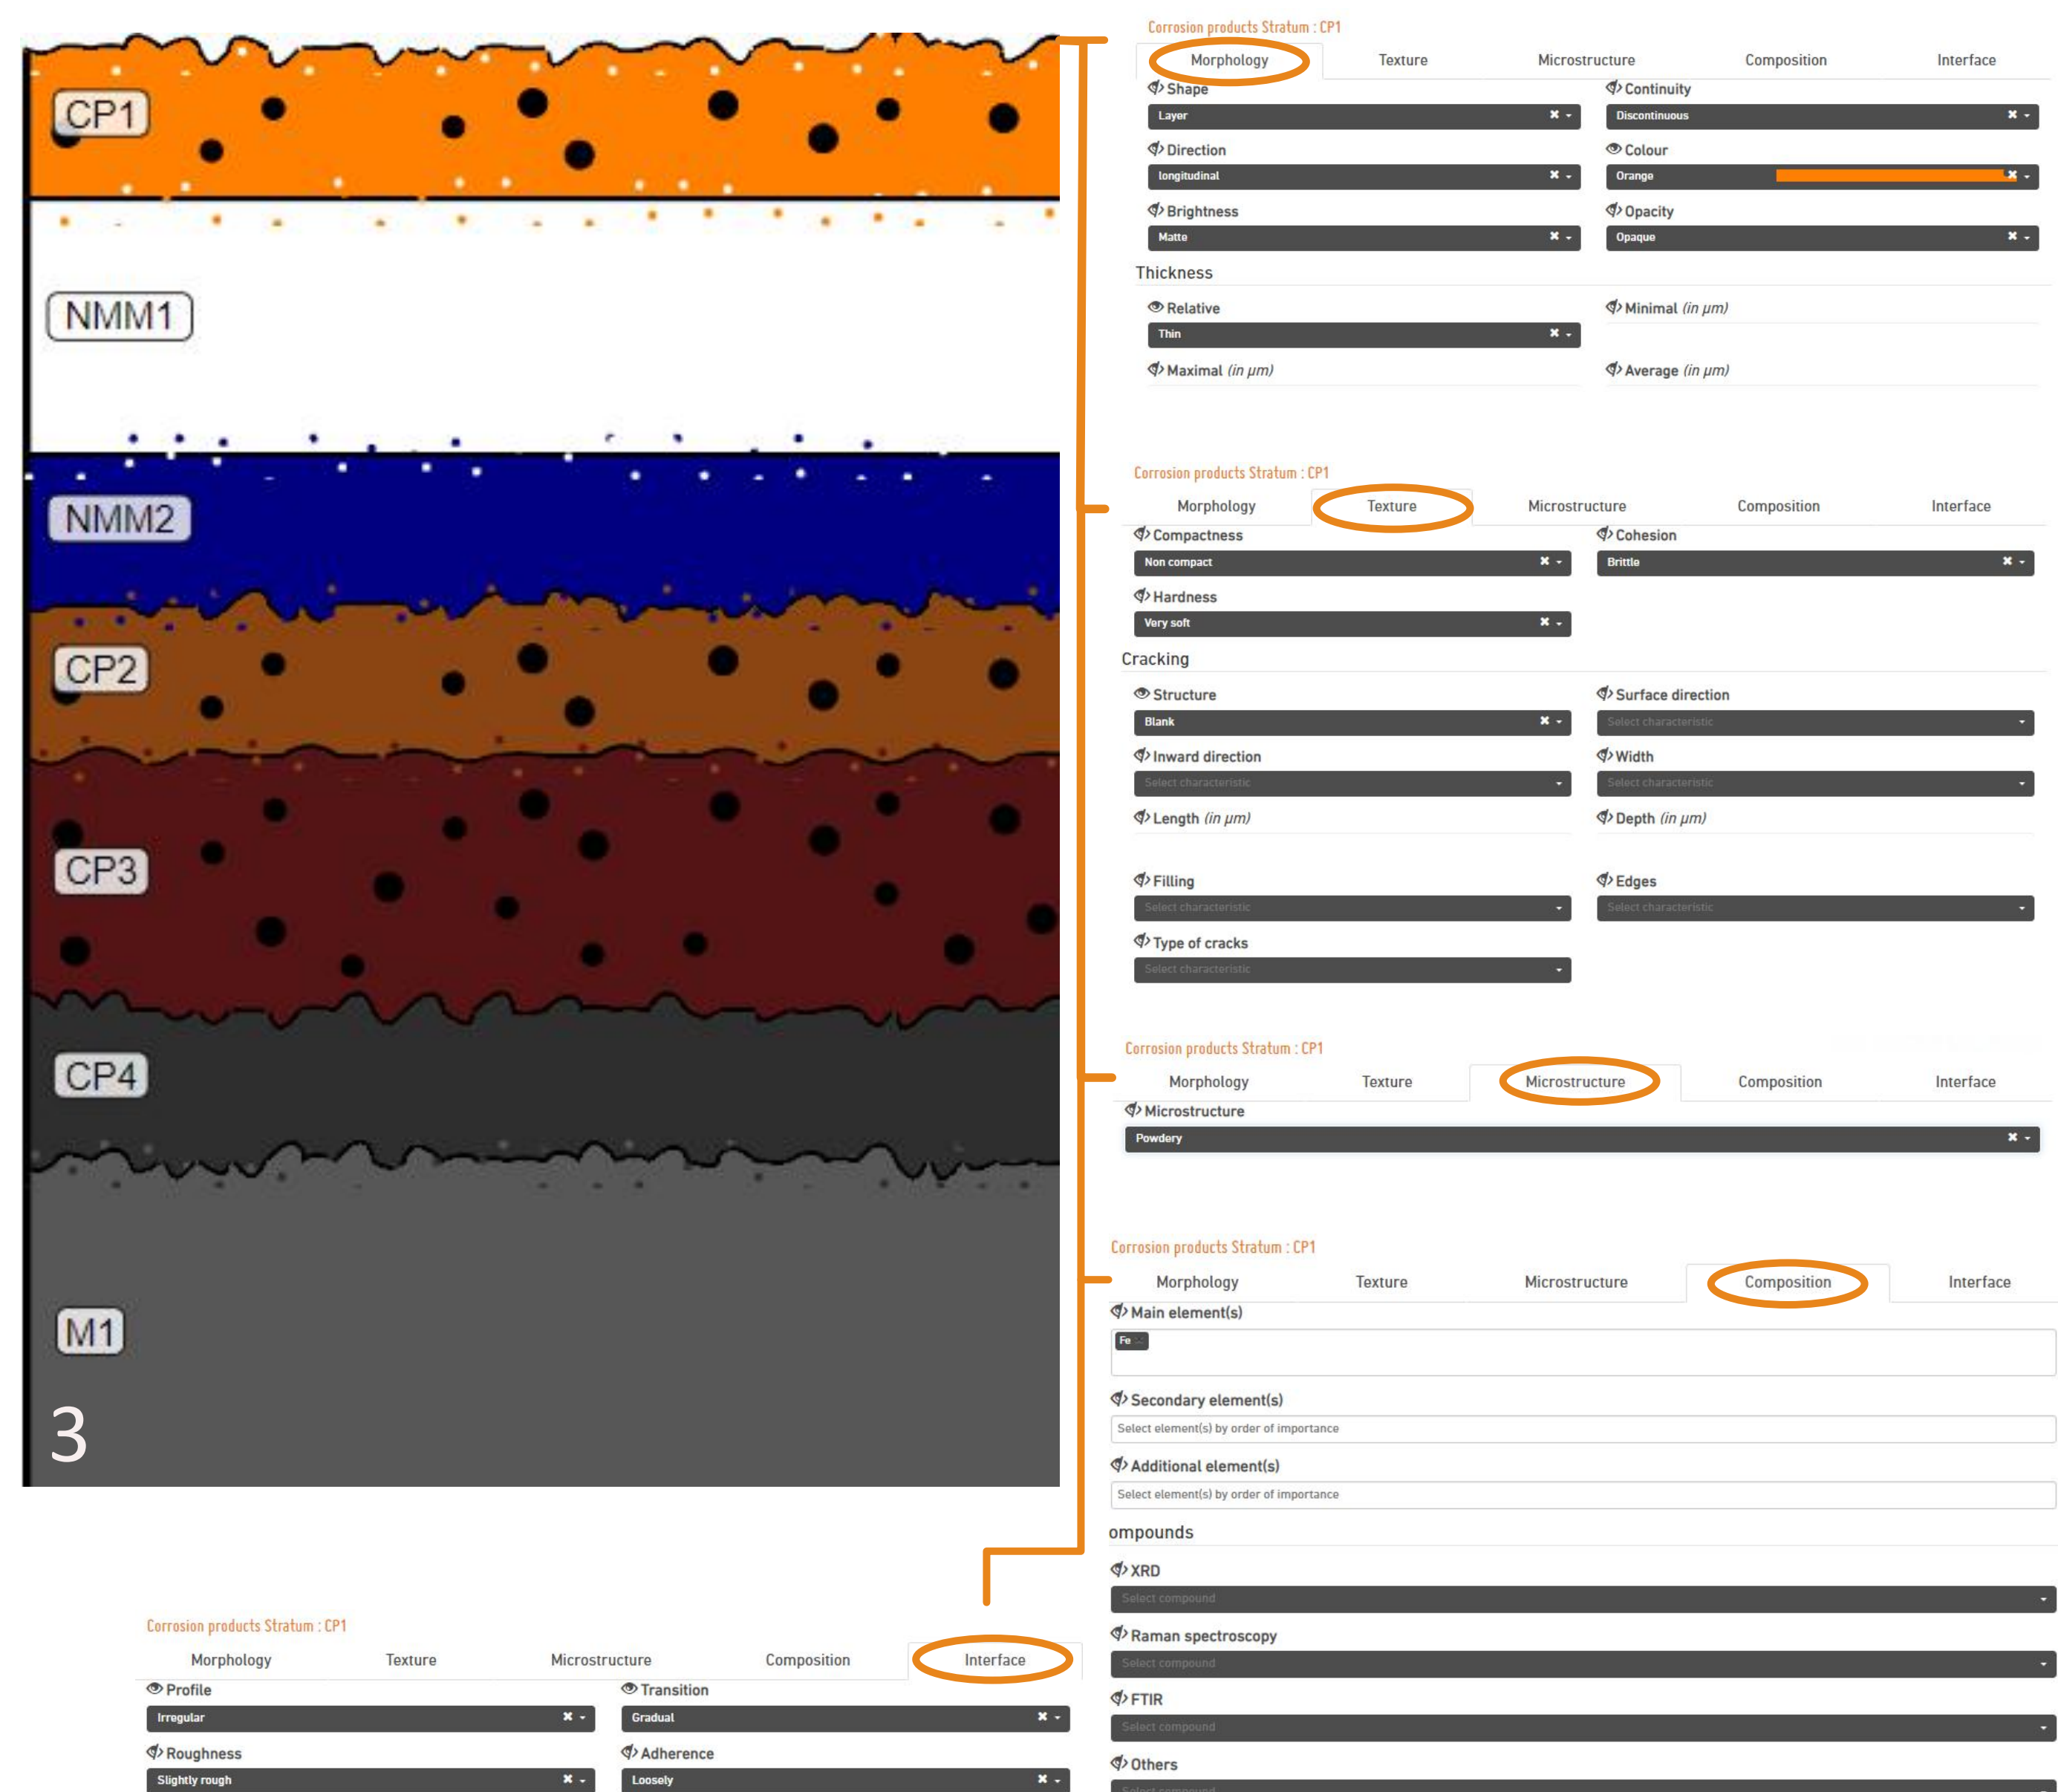 CP1
NMM1
NMM2
CP2
CP3
CP4
M1
3
Corrosion products Stratum : CP1
Morphology Texture Microstructure Composition Interface
Shape Continuity
Layer Discontinuous
Direction Colour
longitudinal Orange
Brightness Opacity
Matte Opaque
Thickness
Relative Minimal (in µm)
Thin
Maximal (in µm) Average (in µm)
Corrosion products Stratum : CP1
Morphology Texture Microstructure Composition Interface
Compactness Cohesion
Non compact Brittle
Hardness
Very soft
Cracking
Structure Surface direction
Blank Select characteristic
Inward direction Width
Select characteristic Select characteristic
Length (in µm) Depth (in µm)
Filling Edges
Select characteristic Select characteristic
Type of cracks
Select characteristic
Corrosion products Stratum : CP1
Morphology Texture Microstructure Composition Interface
Microstructure
Powdery
Corrosion products Stratum : CP1
Morphology Texture Microstructure Composition Interface
Main element(s)
Fe
Secondary element(s)
Select element(s) by order of importance
Additional element(s)
Select element(s) by order of importance
ompounds
XRD
Select compound
Raman spectroscopy
Select compound
FTIR
Select compound
Others
Select compound
Corrosion products Stratum : CP1
Morphology Texture Microstructure Composition Interface
Profile Transition
Irregular Gradual
Roughness Adherence
Slightly rough Loosely